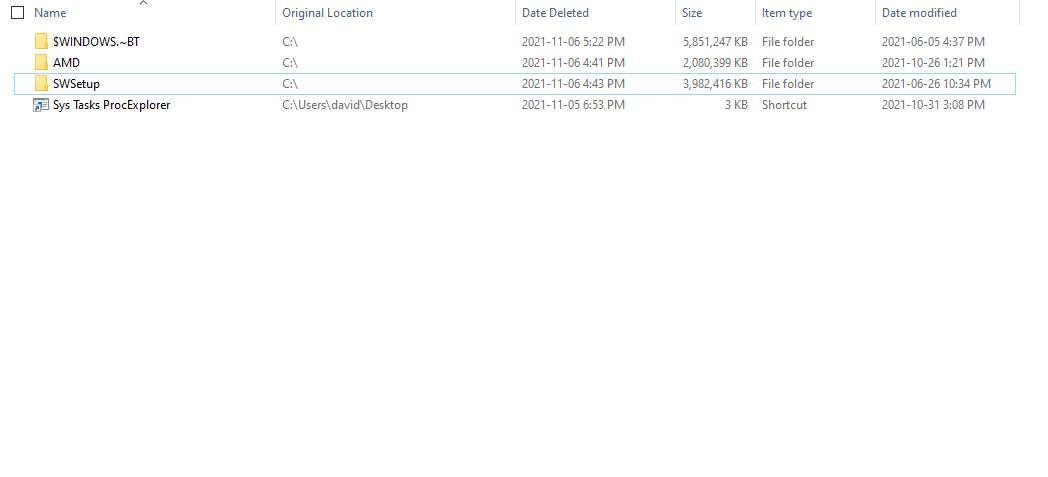 Name Original Location Date Deleted Size Item type Date modified
$WINDOWS.~BT C:\ 2021-11-06 5:22 PM 5,851,247 KB File folder 2021-06-05 4:37 PM
AMD C:\ 2021-11-06 4:41 PM 2,080,399 KB File folder 2021-10-26 1:21 PM
SWSetup C:\ 2021-11-06 4:43 PM 3,982,416 KB File folder 2021-06-26 10:34 PM
Sys Tasks ProcExplorer C:\Users\david\Desktop 2021-11-05 6:53 PM 3 KB Shortcut 2021-10-31 3:08 PM